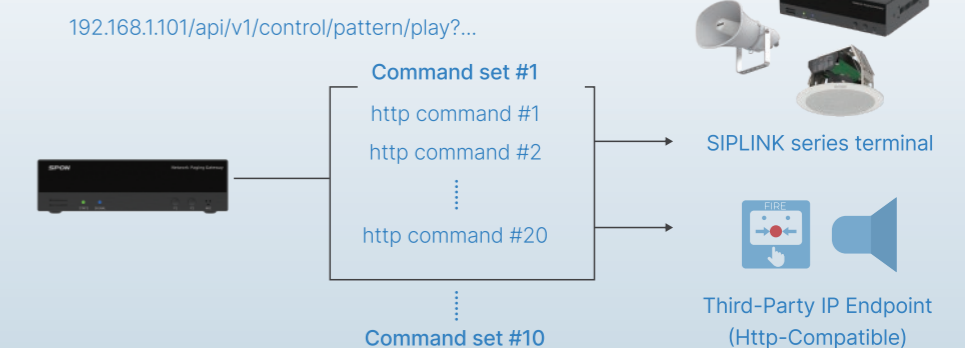 192.168.1.101/api/v1/control/pattern/play?...
Command set #1
http command #1
http command #2
http command #20
Command set #10
SPON
Network Paging Gateway
SIPLINK series terminal
FIRE
Third-Party IP Endpoint
(Http-Compatible)